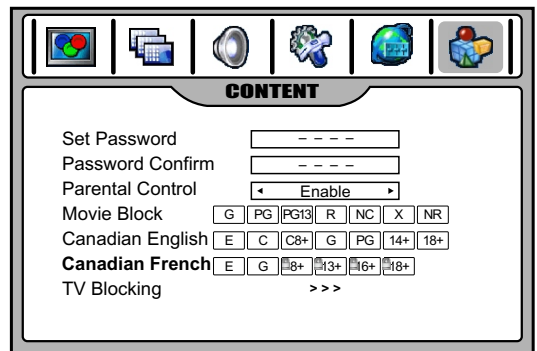 CONTENT
Set Password - - - -
Password Confirm - - - -
Parental Control ◂ Enable ▸
Movie Block G PG PG13 R NC X NR
Canadian English E C C8+ G PG 14+ 18+
Canadian French E G 8+ 13+ 16+ 18+
TV Blocking >>>